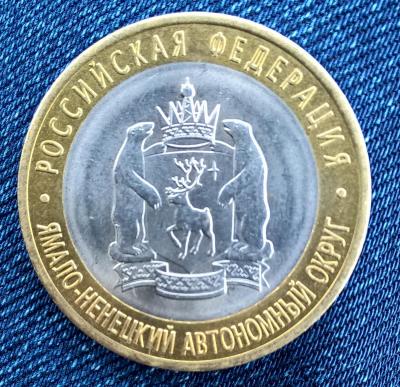 РОССИЙСКАЯ ФЕДЕРАЦИЯ
ЯМАЛО-НЕНЕЦКИЙ АВТОНОМНЫЙ ОКРУГ